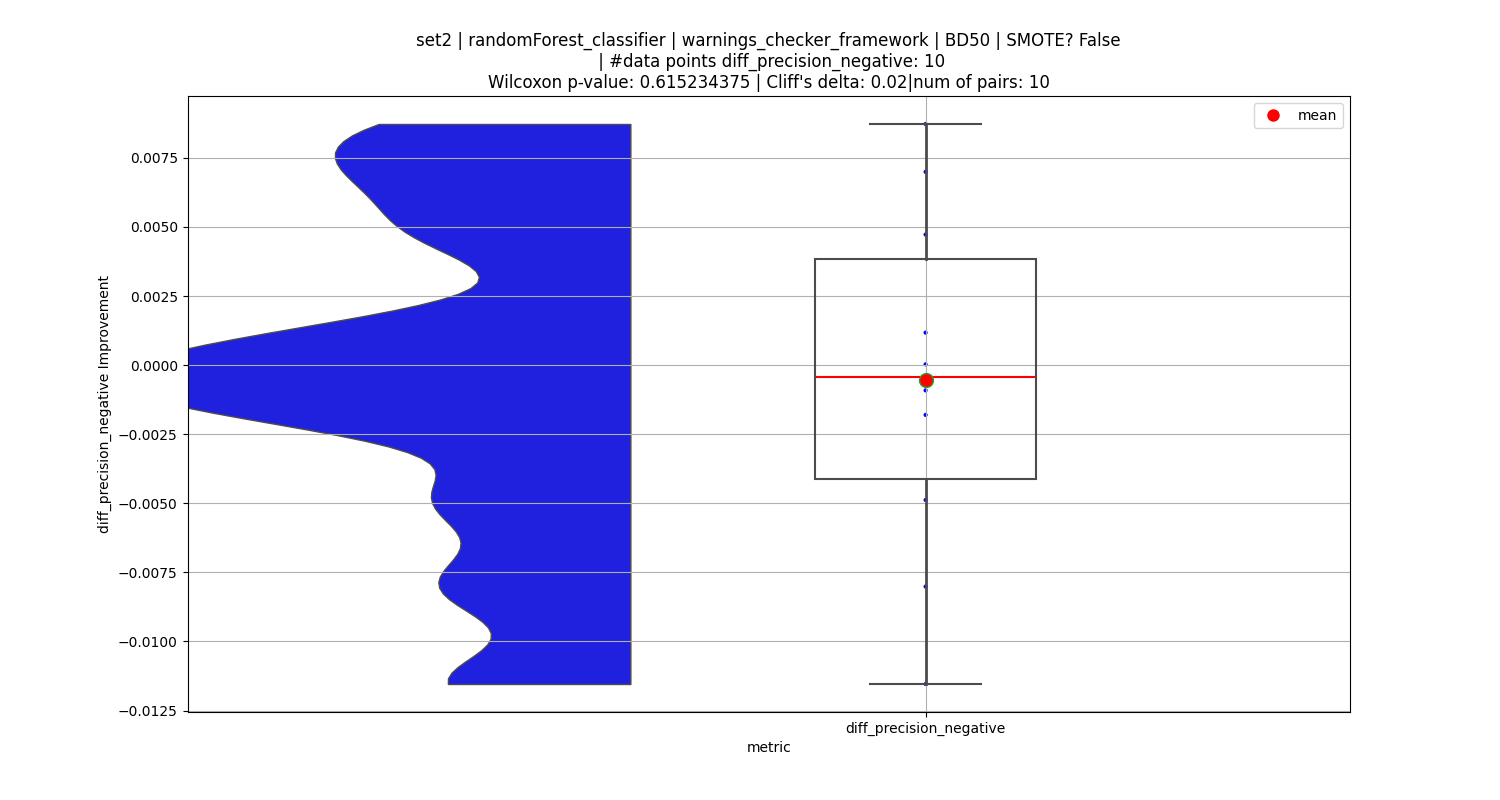 set2 | randomForest_classifier | warnings_checker_framework | BD50 | SMOTE? False
| #data points diff_precision_negative: 10
Wilcoxon p-value: 0.615234375 | Cliff's delta: 0.02|num of pairs: 10
mean
0.0075
0.0050
0.0025
0.0000
−0.0025
−0.0050
−0.0075
−0.0100
−0.0125
diff_precision_negative Improvement
diff_precision_negative
metric